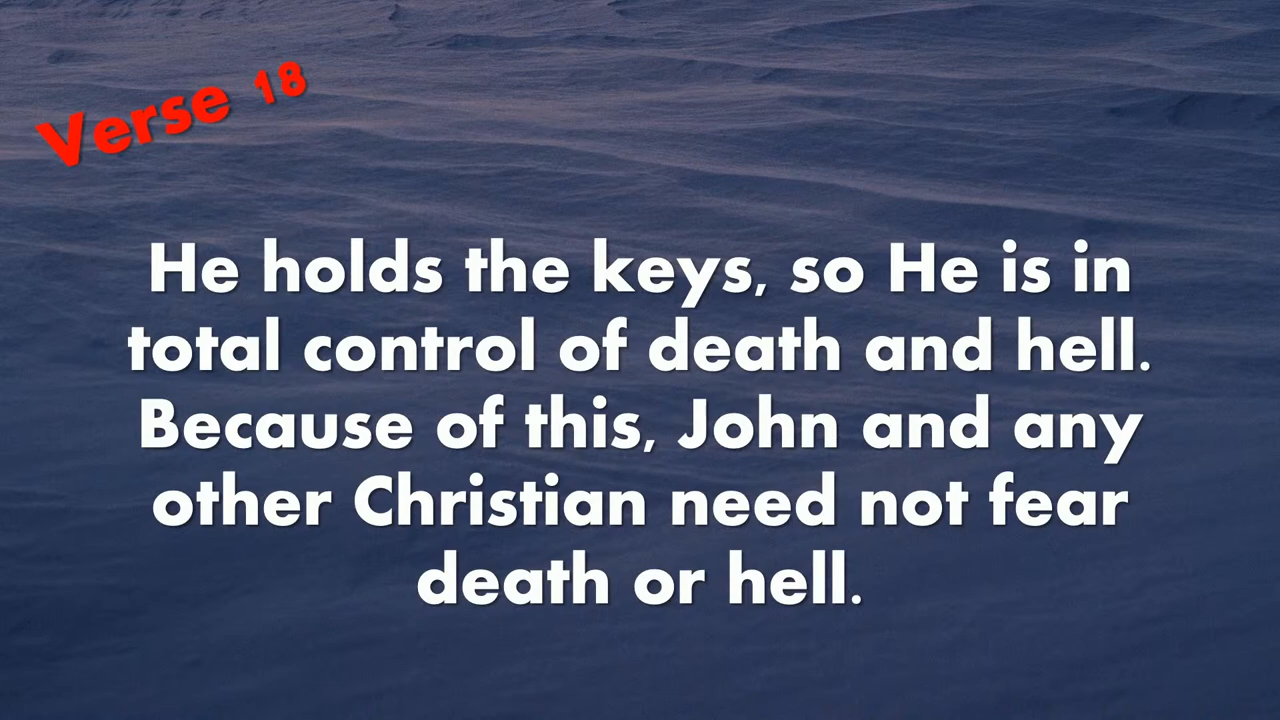 Verse 18
He holds the keys, so He is in
total control of death and hell.
Because of this, John and any
other Christian need not fear
death or hell.